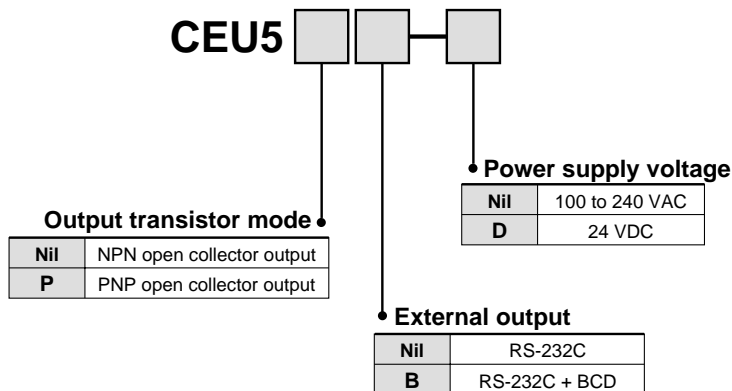 CEU5
Power supply voltage
Nil 100 to 240 VAC
D 24 VDC
Output transistor mode
Nil NPN open collector output
P PNP open collector output
External output
Nil RS-232C
B RS-232C + BCD